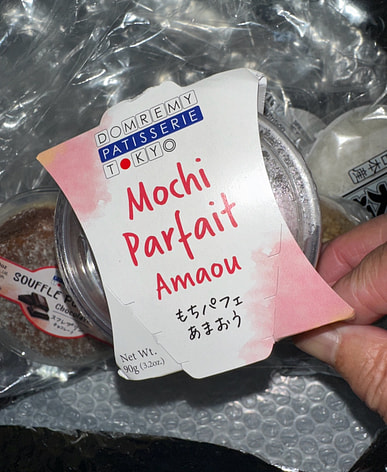 DOMREMY
PATISSERIE
TOKYO
Mochi
Parfait
Amaou
もちパフェ
あまおう
Net Wt.
90g (3.2oz.)
SOUFFLE